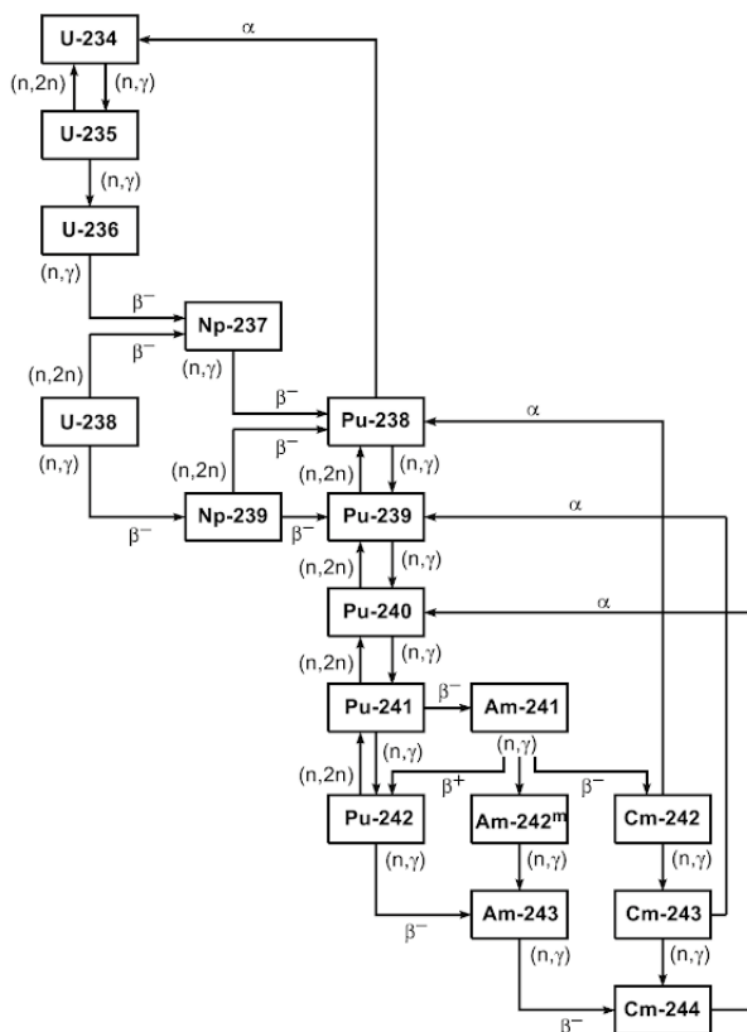 U-234
α
(n,2n)
(n,γ)
U-235
(n,γ)
U-236
(n,γ)
β⁻
Np-237
β⁻
(n,γ)
(n,2n)
β⁻
U-238
Pu-238
α
(n,γ)
β⁻
(n,2n)
(n,2n)
(n,γ)
Np-239
Pu-239
α
β⁻
β⁻
(n,2n)
(n,γ)
Pu-240
α
(n,2n)
(n,γ)
β⁻
Pu-241
Am-241
(n,γ)
(n,γ)
(n,2n)
β⁺
β⁻
Pu-242
Am-242ᵐ
Cm-242
(n,γ)
(n,γ)
(n,γ)
Am-243
Cm-243
β⁻
(n,γ)
(n,γ)
Cm-244
β⁻